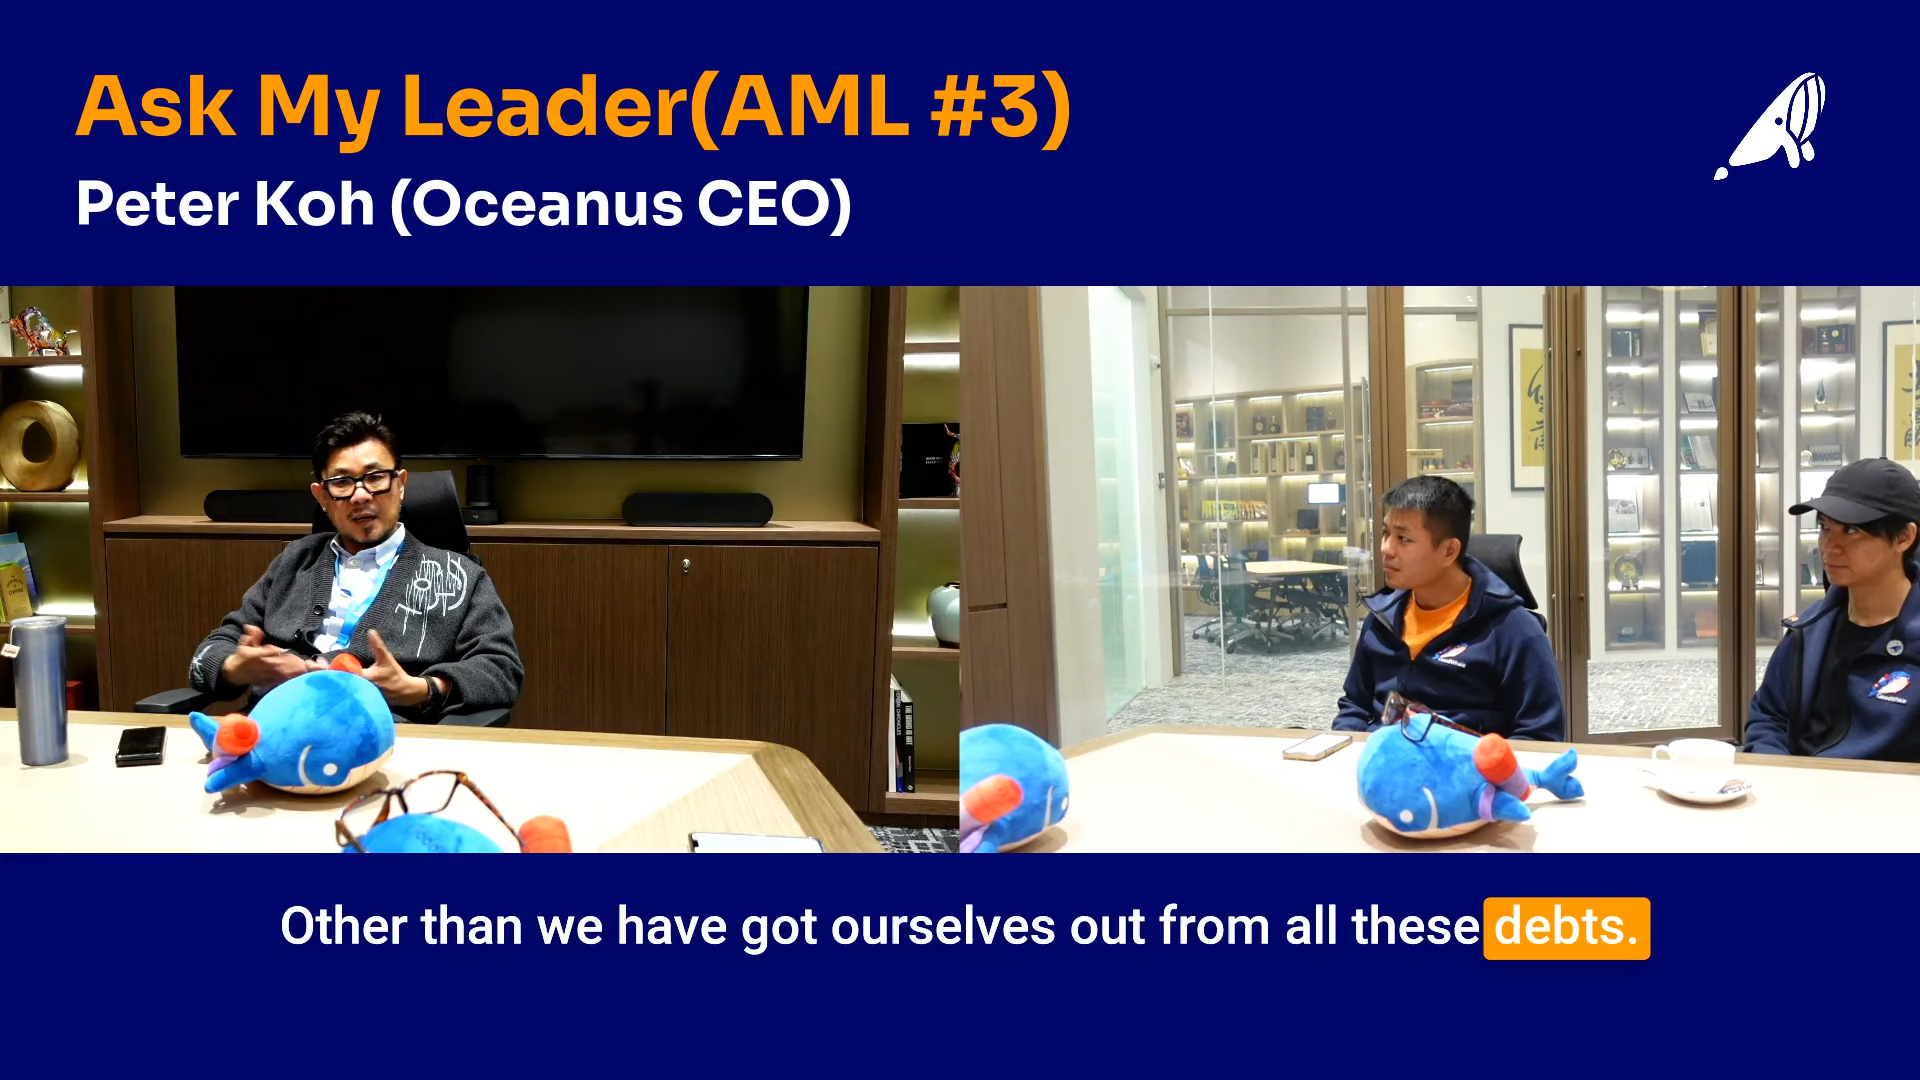 Ask My Leader(AML #3)
Peter Koh (Oceanus CEO)
Other than we have got ourselves out from all these debts.